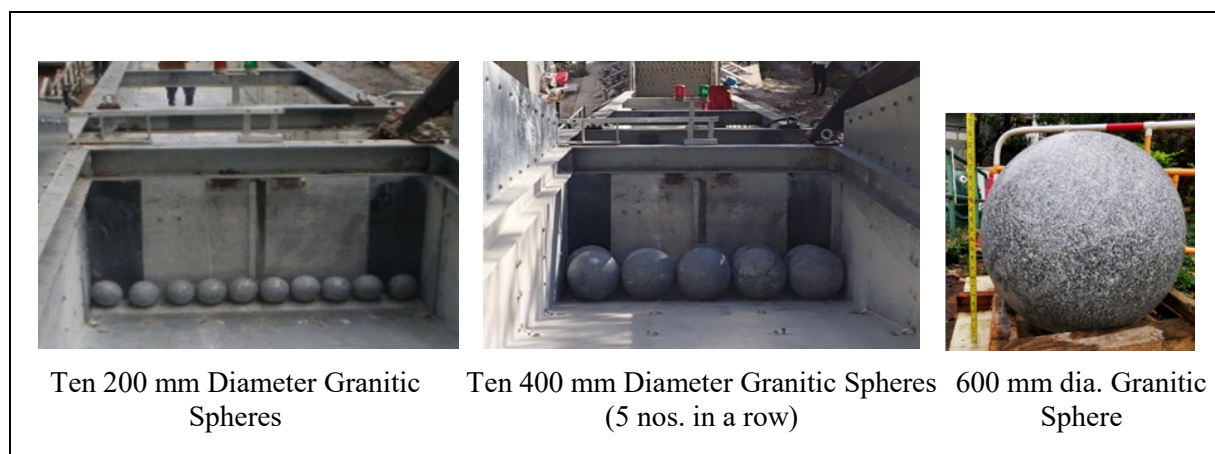 Ten 200 mm Diameter Granitic
Spheres
Ten 400 mm Diameter Granitic Spheres
(5 nos. in a row)
600 mm dia. Granitic
Sphere